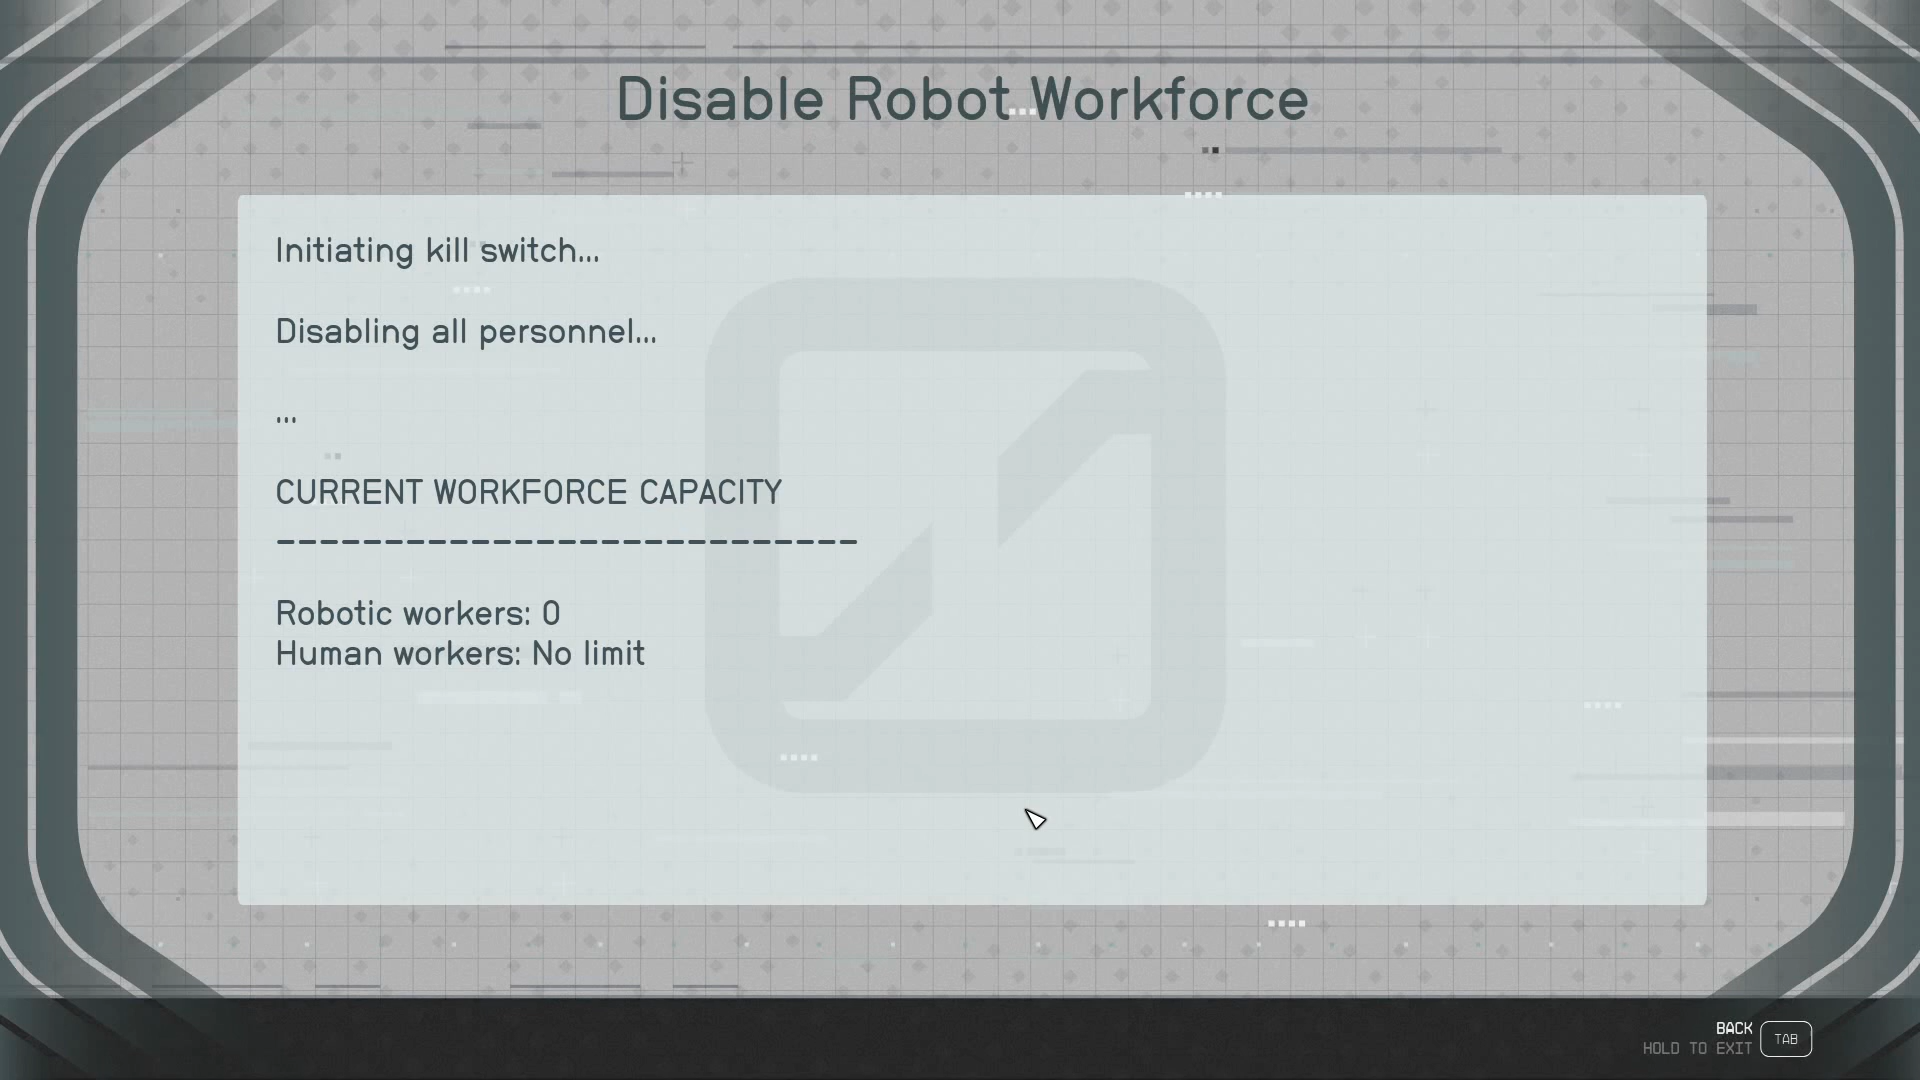 Disable Robot Workforce
Initiating kill switch...
Disabling all personnel...
...
CURRENT WORKFORCE CAPACITY
---------------------------
Robotic workers: 0
Human workers: No limit
BACK
HOLD TO EXIT
TAB